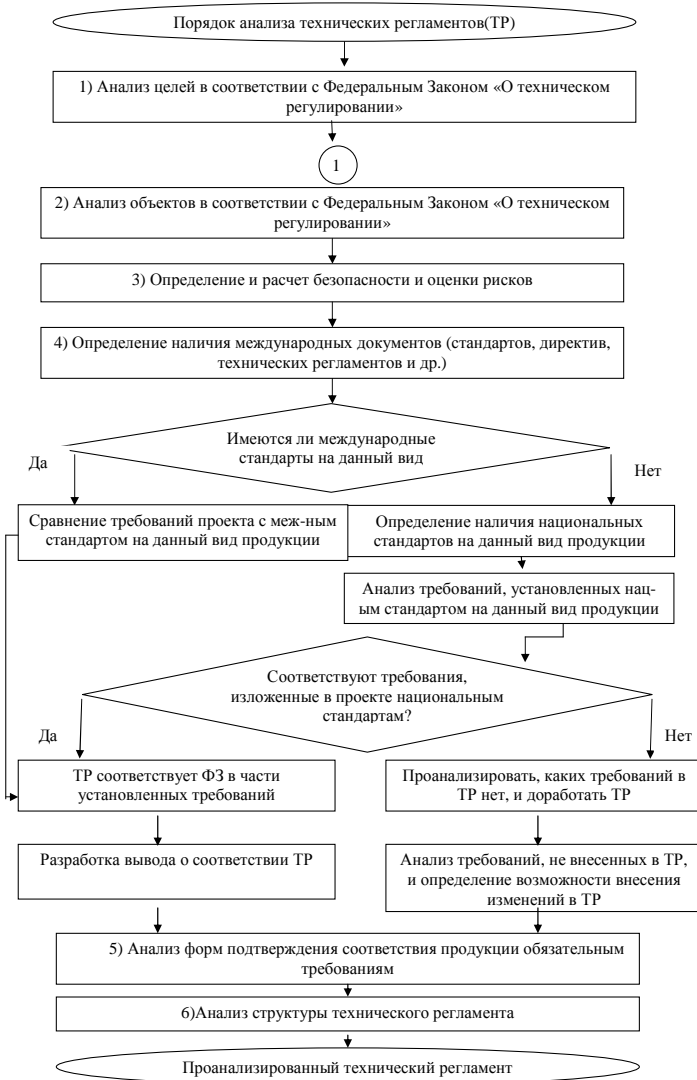 Порядок анализа технических регламентов(ТР)
1) Анализ целей в соответствии с Федеральным Законом «О техническом
регулировании»
1
2) Анализ объектов в соответствии с Федеральным Законом «О техническом
регулировании»
3) Определение и расчет безопасности и оценки рисков
4) Определение наличия международных документов (стандартов, директив,
технических регламентов и др.)
Имеются ли международные
стандарты на данный вид
Да
Нет
Сравнение требований проекта с меж-ным
стандартом на данный вид продукции
Определение наличия национальных
стандартов на данный вид продукции
Анализ требований, установленных нац-
ым стандартом на данный вид продукции
Соответствуют требования,
изложенные в проекте национальным
стандартам?
Да
Нет
ТР соответствует ФЗ в части
установленных требований
Проанализировать, каких требований в
ТР нет, и доработать ТР
Разработка вывода о соответствии ТР
Анализ требований, не внесенных в ТР,
и определение возможности внесения
изменений в ТР
5) Анализ форм подтверждения соответствия продукции обязательным
требованиям
6)Анализ структуры технического регламента
Проанализированный технический регламент